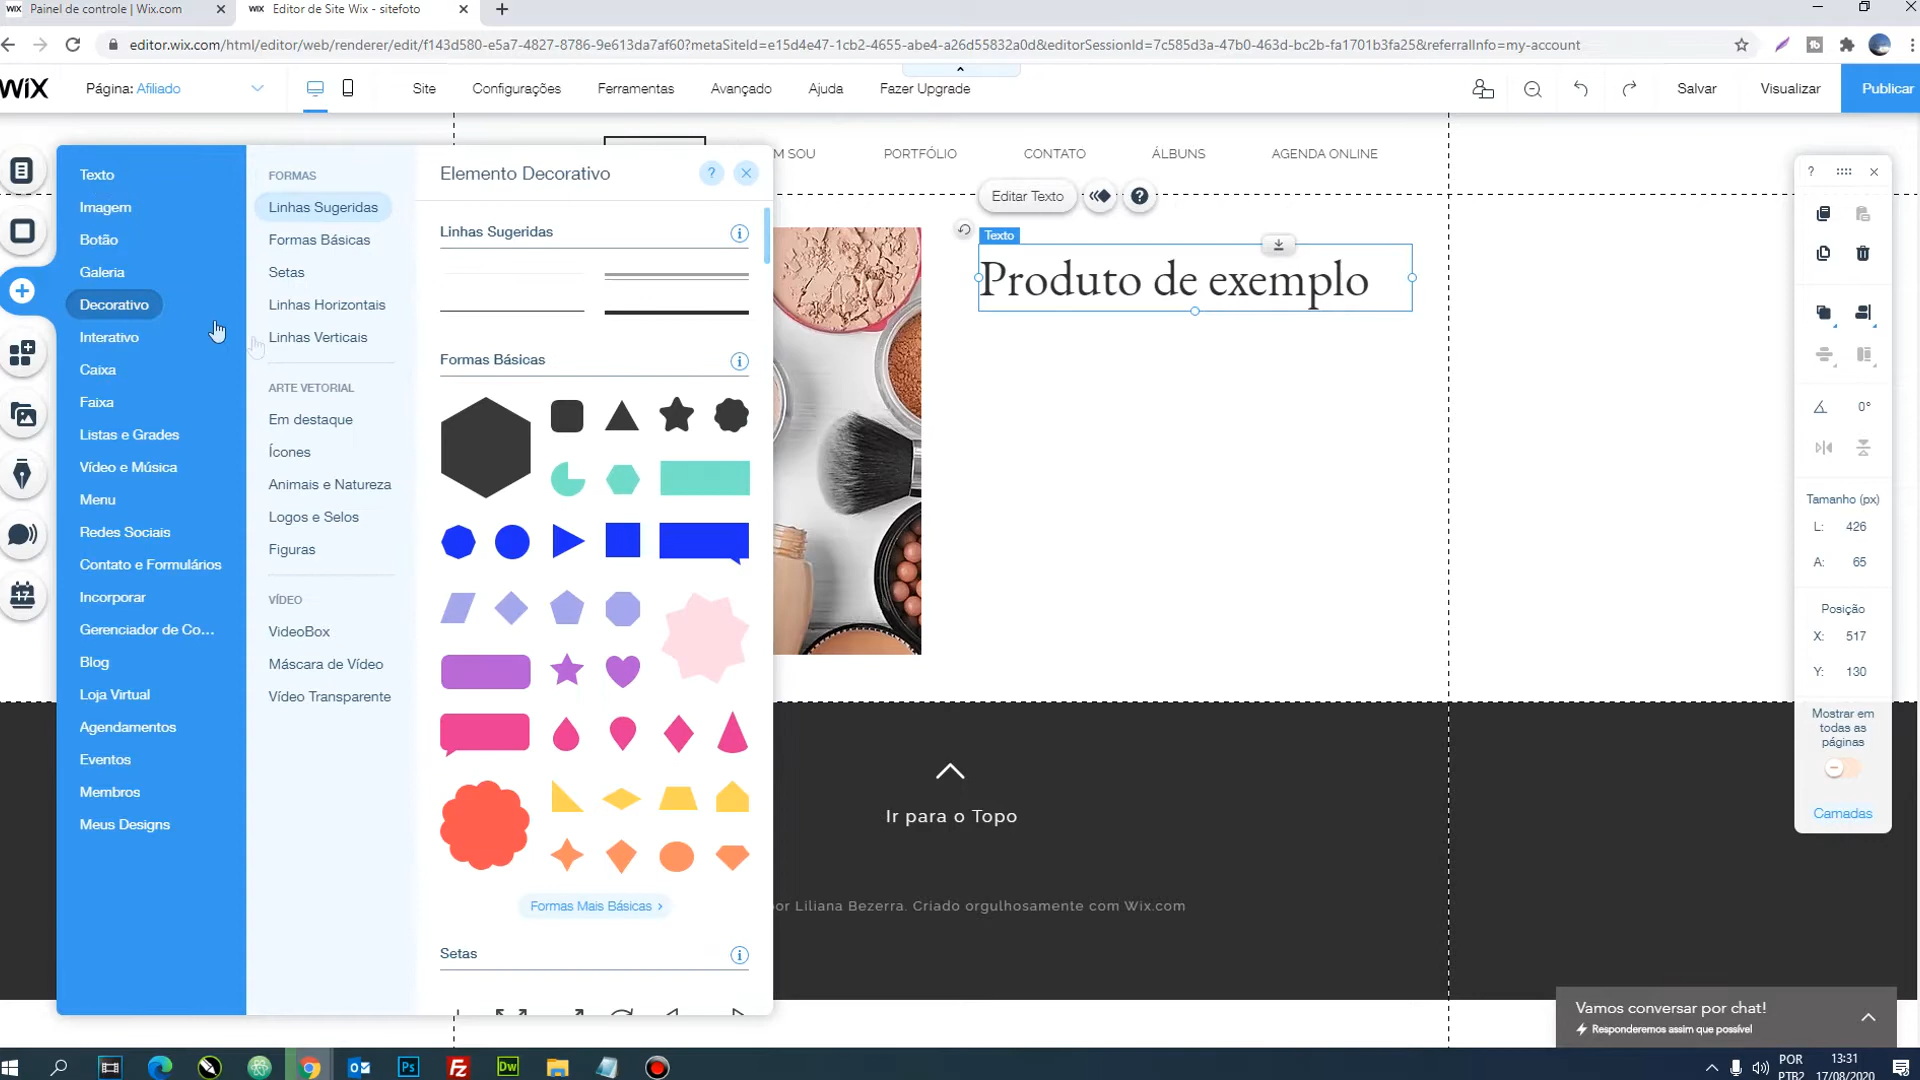 WIX Painel de controle | Wix.com
WIX Editor de Site Wix - sitefoto
editor.wix.com/html/editor/web/renderer/edit/f143d580-e5a7-4827-8786-9e613da7af60?metaSiteId=e15d4e47-1cb2-4655-abe4-a26d55832a0d&editorSessionId=7c585d3a-47b0-463d-bc2b-fa1701b3fa25&referralInfo=my-account
WIX
Página: Afiliado
Site
Configurações
Ferramentas
Avançado
Ajuda
Fazer Upgrade
Salvar
Visualizar
Publicar
M SOU
PORTFÓLIO
CONTATO
ÁLBUNS
AGENDA ONLINE
Texto
Imagem
Botão
Galeria
Decorativo
Interativo
Caixa
Faixa
Listas e Grades
Vídeo e Música
Menu
Redes Sociais
Contato e Formulários
Incorporar
Gerenciador de Co...
Blog
Loja Virtual
Agendamentos
Eventos
Membros
Meus Designs
17
FORMAS
Linhas Sugeridas
Formas Básicas
Setas
Linhas Horizontais
Linhas Verticais
ARTE VETORIAL
Em destaque
Ícones
Animais e Natureza
Logos e Selos
Figuras
VÍDEO
VideoBox
Máscara de Vídeo
Vídeo Transparente
Elemento Decorativo
?
Linhas Sugeridas
Formas Básicas
Formas Mais Básicas >
Setas
Editar Texto
?
Texto
Produto de exemplo
Ir para o Topo
or Liliana Bezerra. Criado orgulhosamente com Wix.com
?
0°
Tamanho (px)
L: 426
A: 65
Posição
X: 517
Y: 130
Mostrar em
todas as
páginas
Camadas
Vamos conversar por chat!
Responderemos assim que possível
Ps
Fz
Dw
POR
PTB2
13:31
17/08/2020